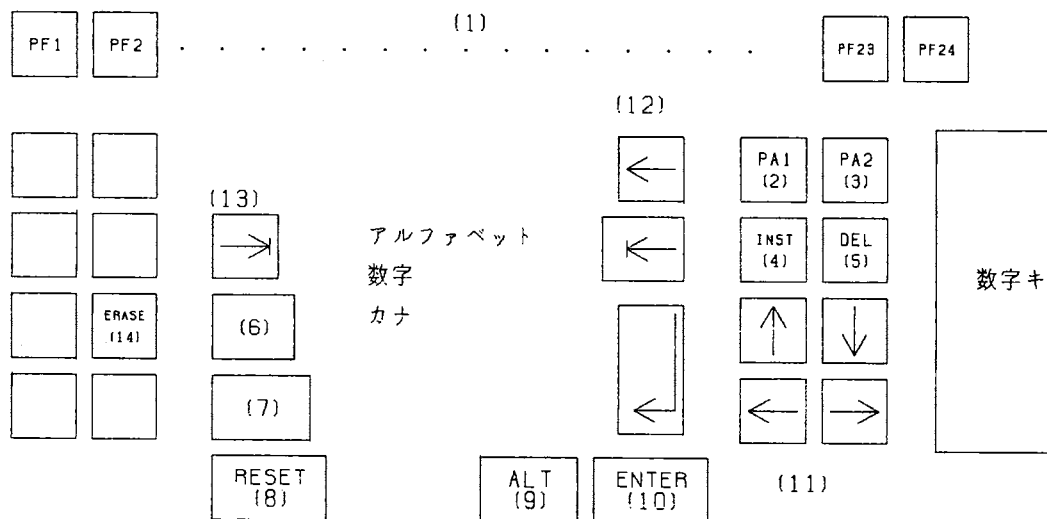 (1)
PF1 PF2 . . . . . . . . . . . . . . . PF23 PF24
(12)
PA1 PA2
(2) (3)
(13)
アルファベット
INST DEL
(4) (5)
数字
数字キ
カナ
ERASE
(14)
(6)
(7)
RESET
(8)
ALT
(9)
ENTER
(10)
(11)